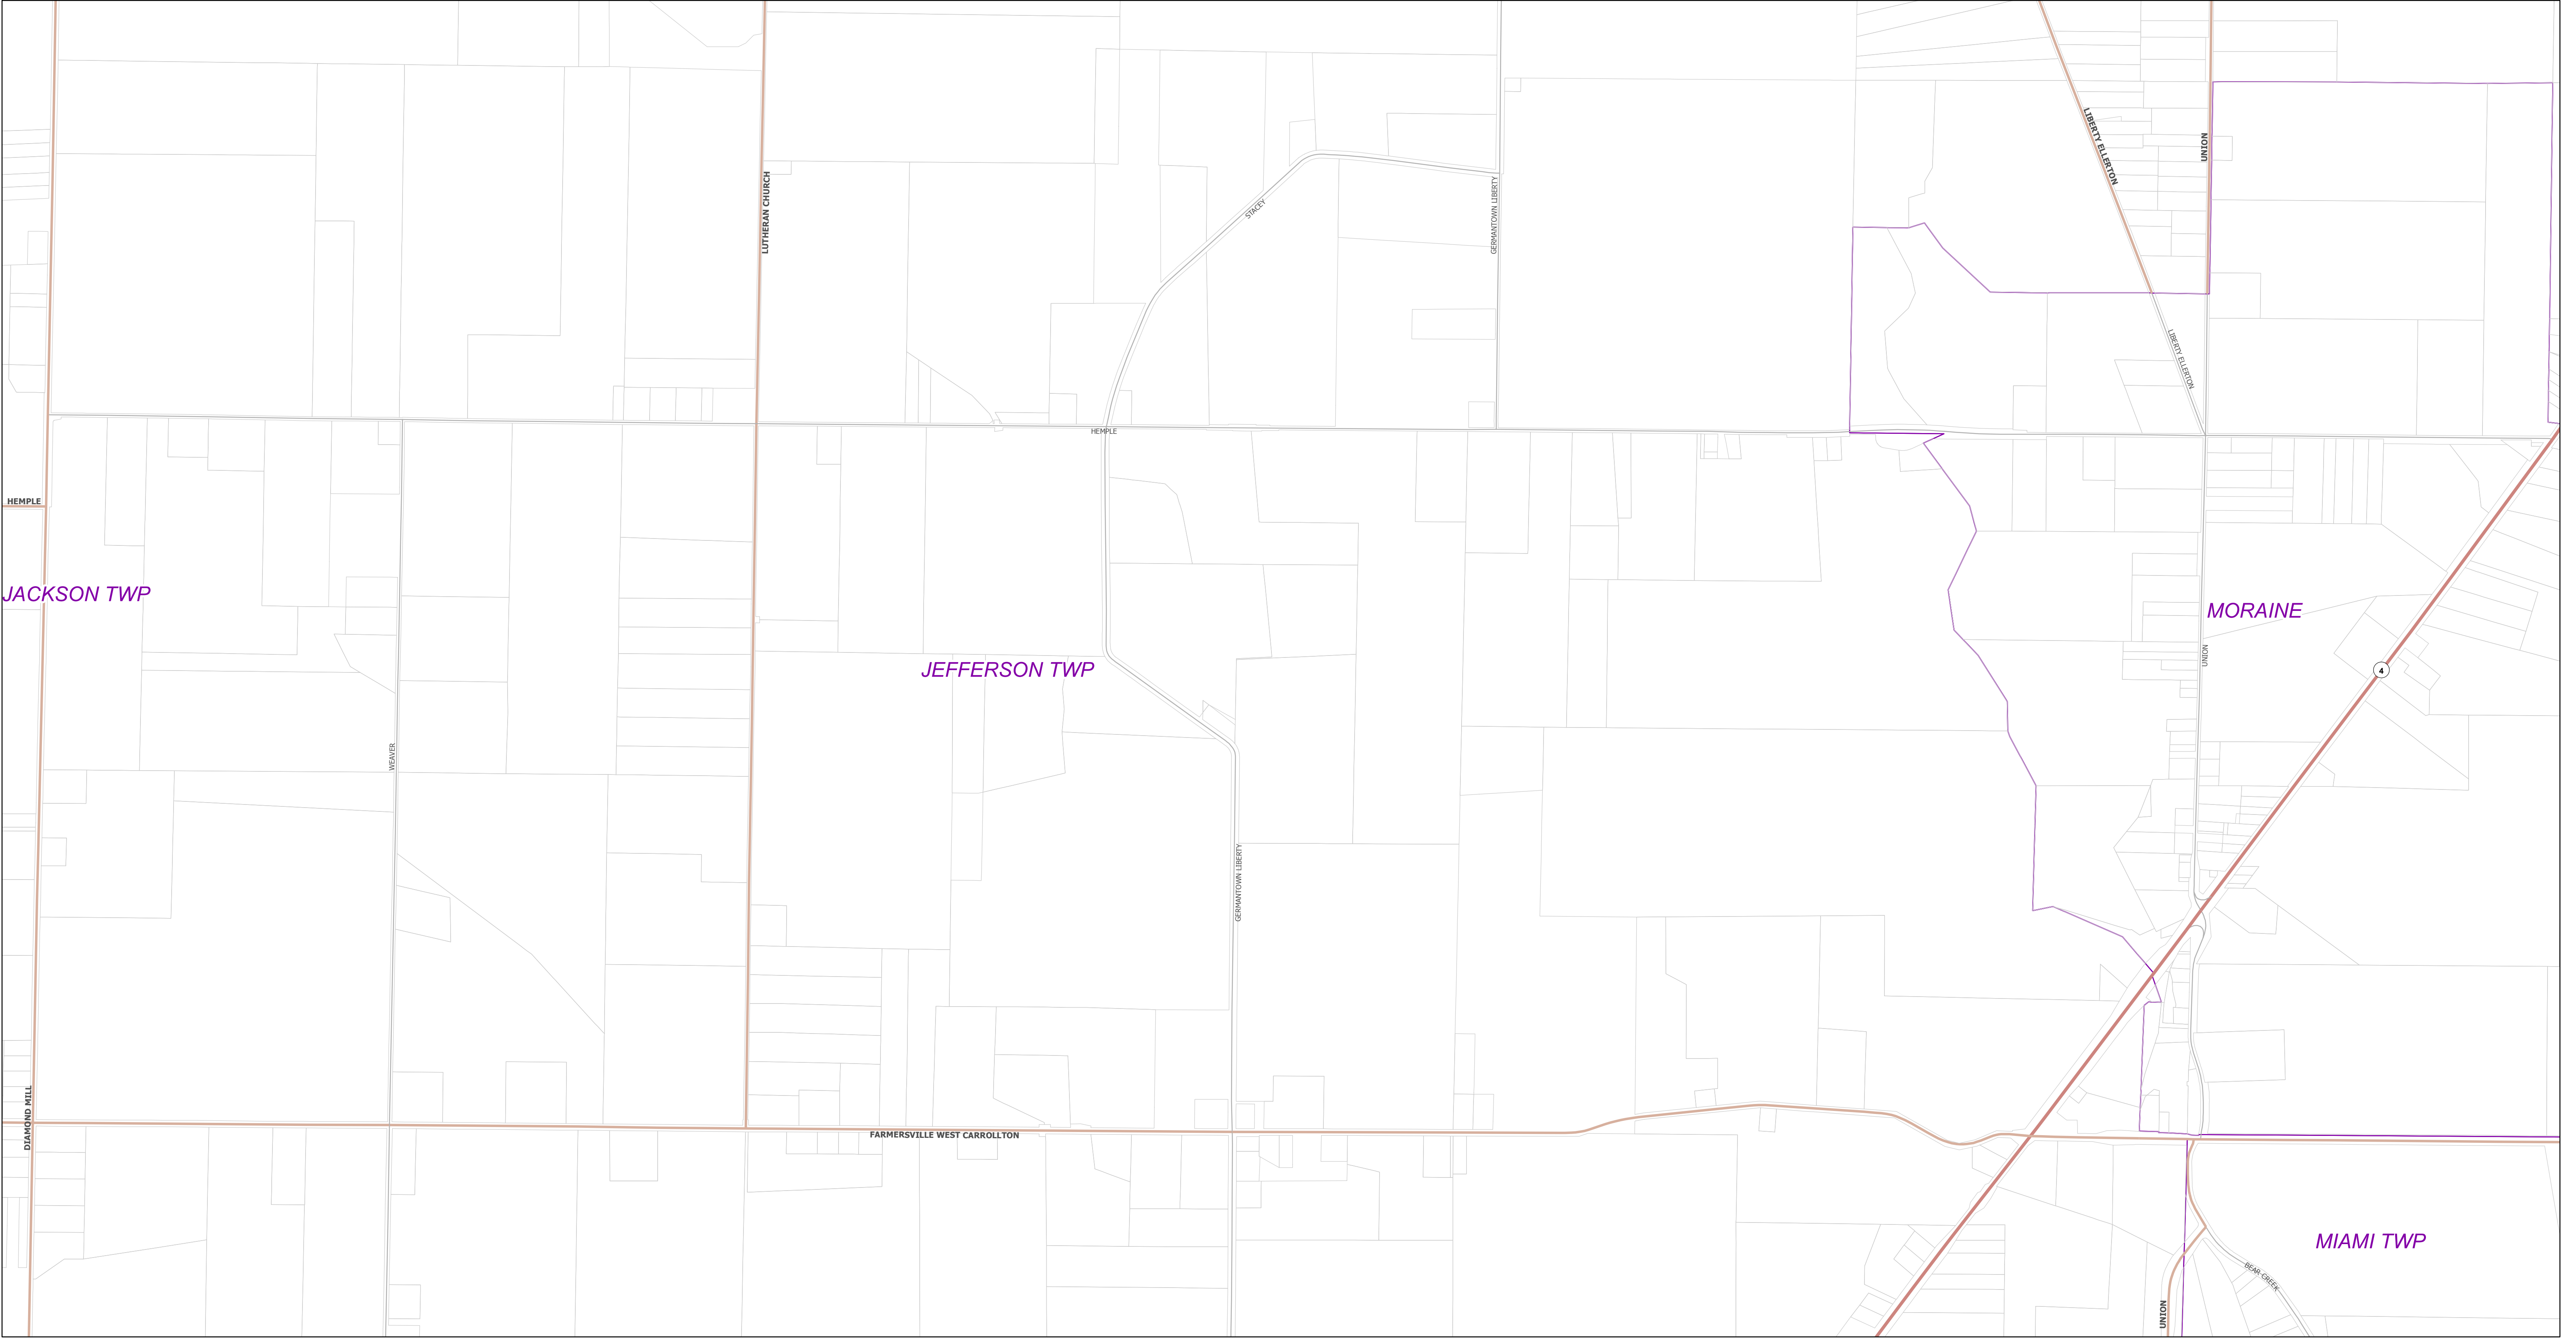 LIBERTY ELLERTON
UNION
LUTHERAN CHURCH
STACEY
GERMANTOWN LIBERTY
LIBERTY ELLERTON
HEMPLE
HEMPLE
JACKSON TWP
MORAINE
UNION
JEFFERSON TWP
4
WEAVER
GERMANTOWN LIBERTY
DIAMOND MILL
FARMERSVILLE WEST CARROLLTON
MIAMI TWP
BEAR CREEK
UNION